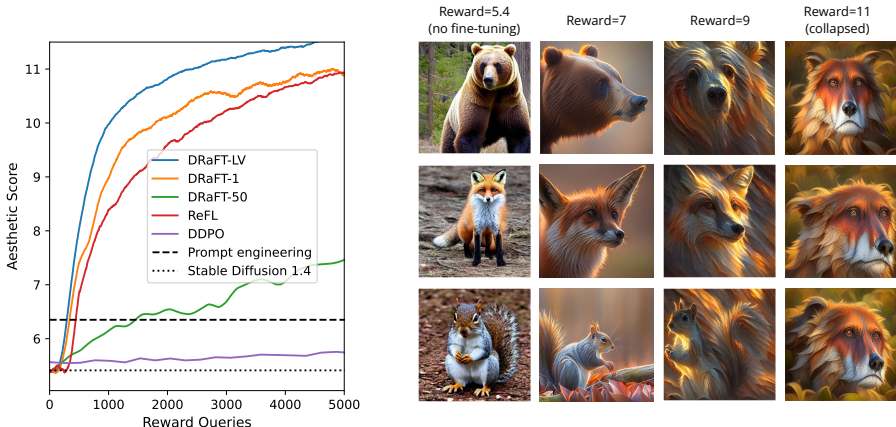 Reward=5.4
(no fine-tuning)
Reward=7
Reward=9
Reward=11
(collapsed)
11
10
9
8
7
6
Aesthetic Score
DRaFT-LV
DRaFT-1
DRaFT-50
ReFL
DDPO
Prompt engineering
Stable Diffusion 1.4
0
1000
2000
3000
4000
5000
Reward Queries